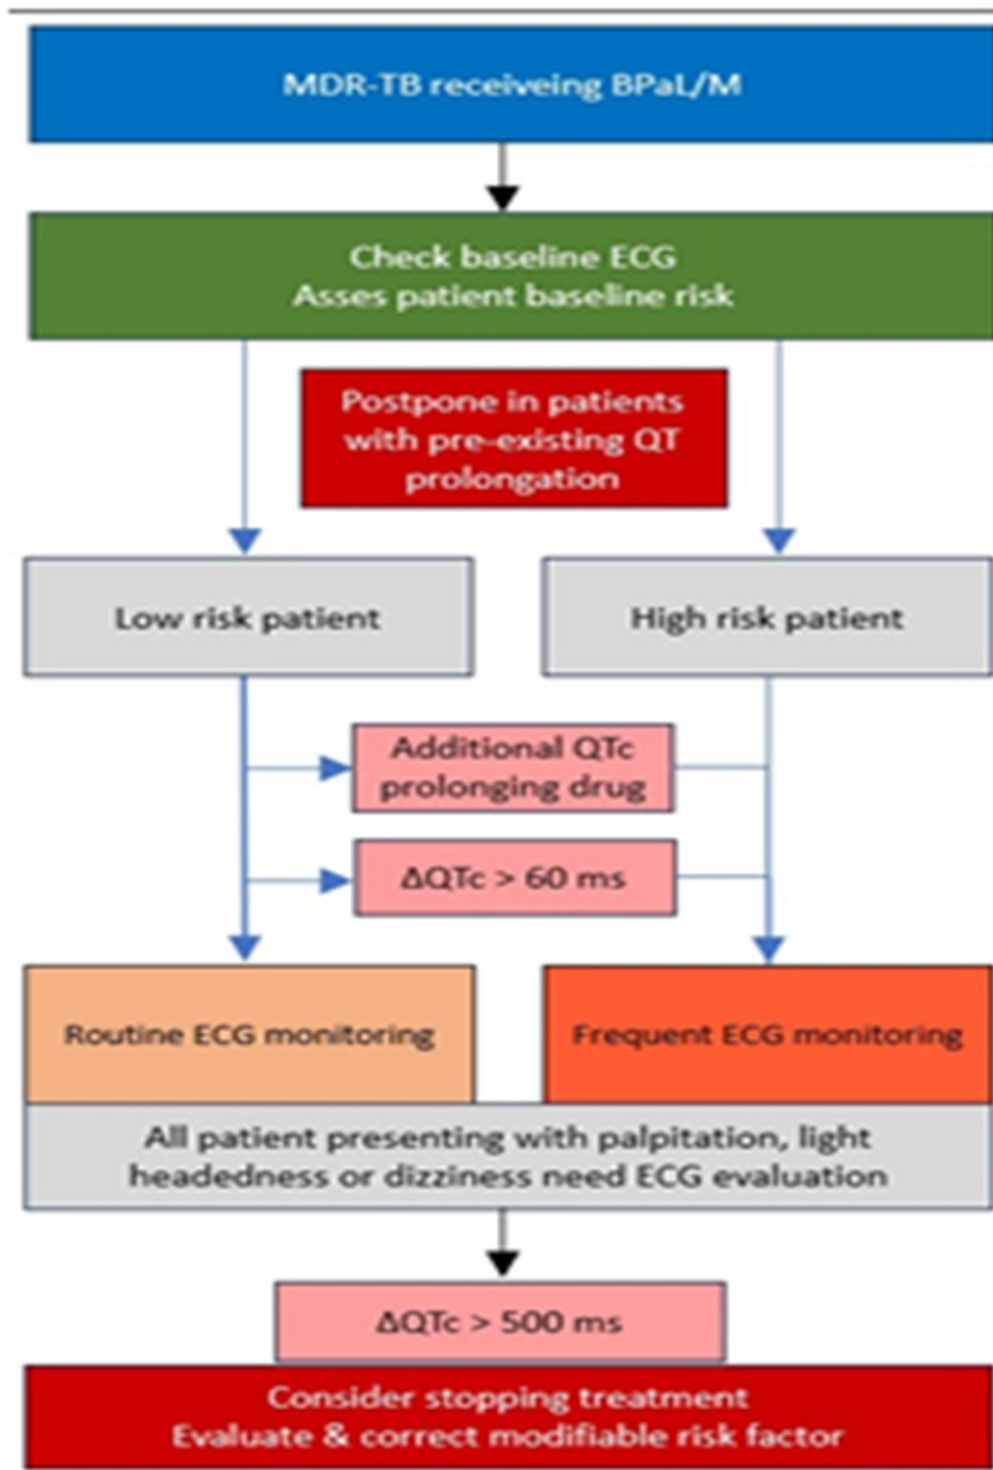 MDR-TB receiveing BPaL/M
Check baseline ECG
Asses patient baseline risk
Postpone in patients
with pre-existing QT
prolongation
Low risk patient
High risk patient
Additional QTc
prolonging drug
ΔQTc > 60 ms
Routine ECG monitoring
Frequent ECG monitoring
All patient presenting with palpitation, light
headedness or dizziness need ECG evaluation
ΔQTc > 500 ms
Consider stopping treatment
Evaluate & correct modifiable risk factor